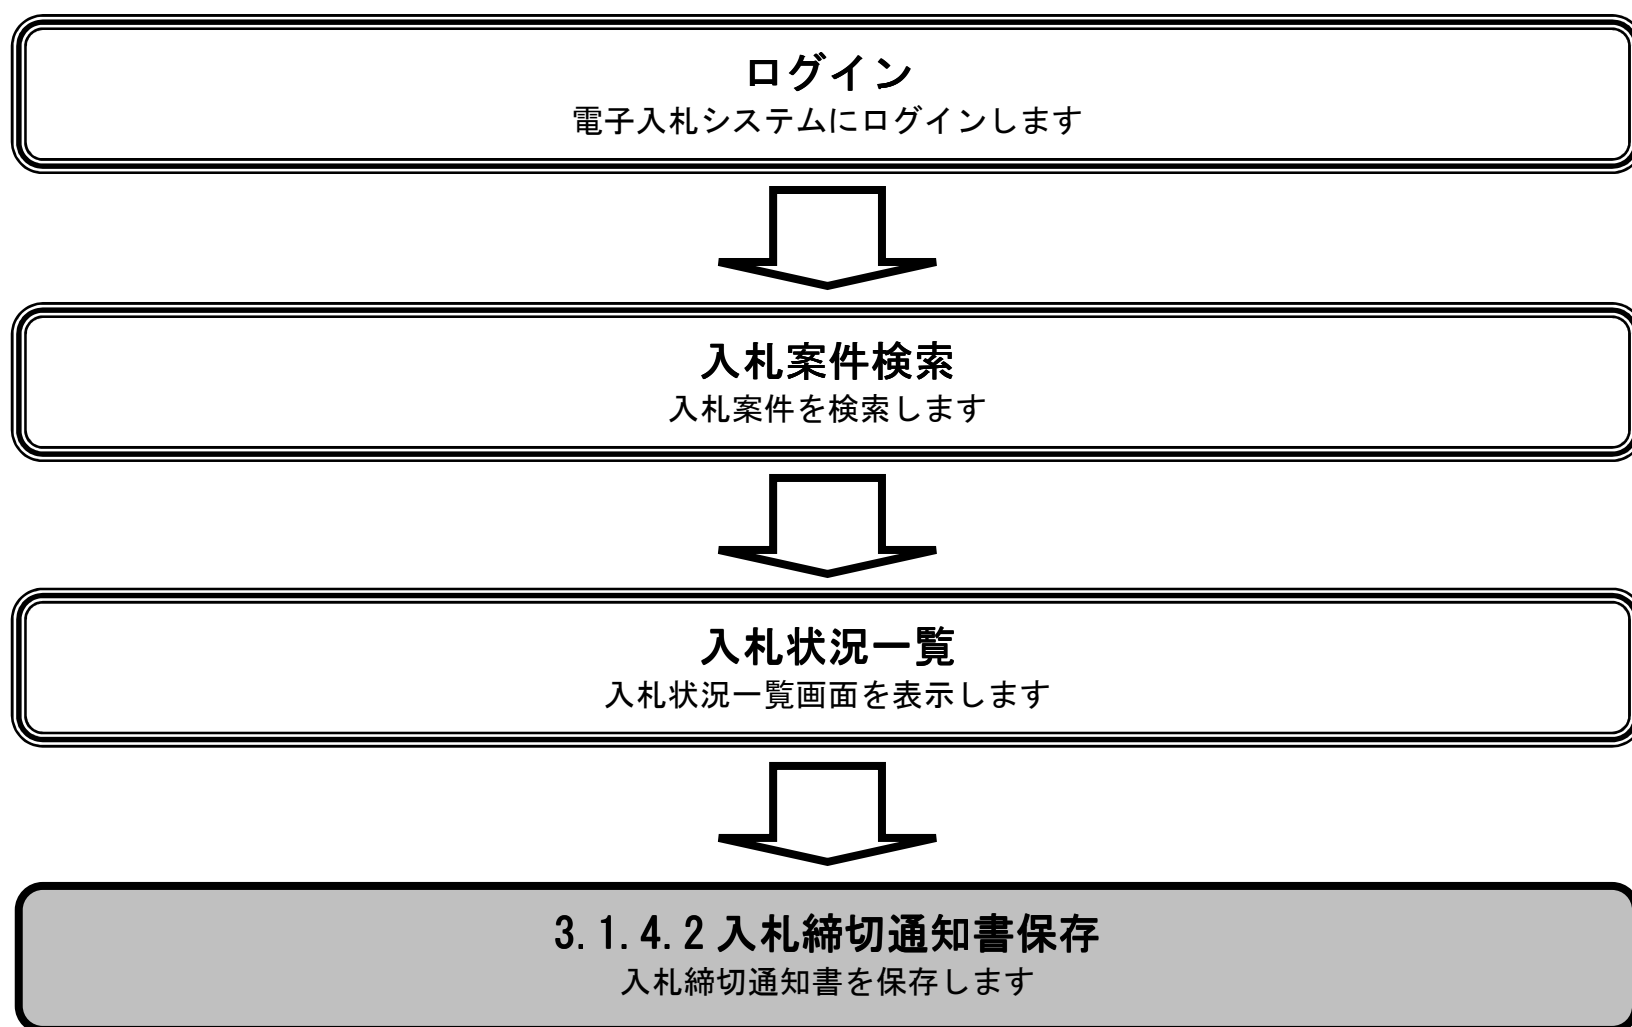 ログイン
電子入札システムにログインします
入札案件検索
入札案件を検索します
入札状況一覧
入札状況一覧画面を表示します
3.1.4.2入札締切通知書保存
入札締切通知書を保存します